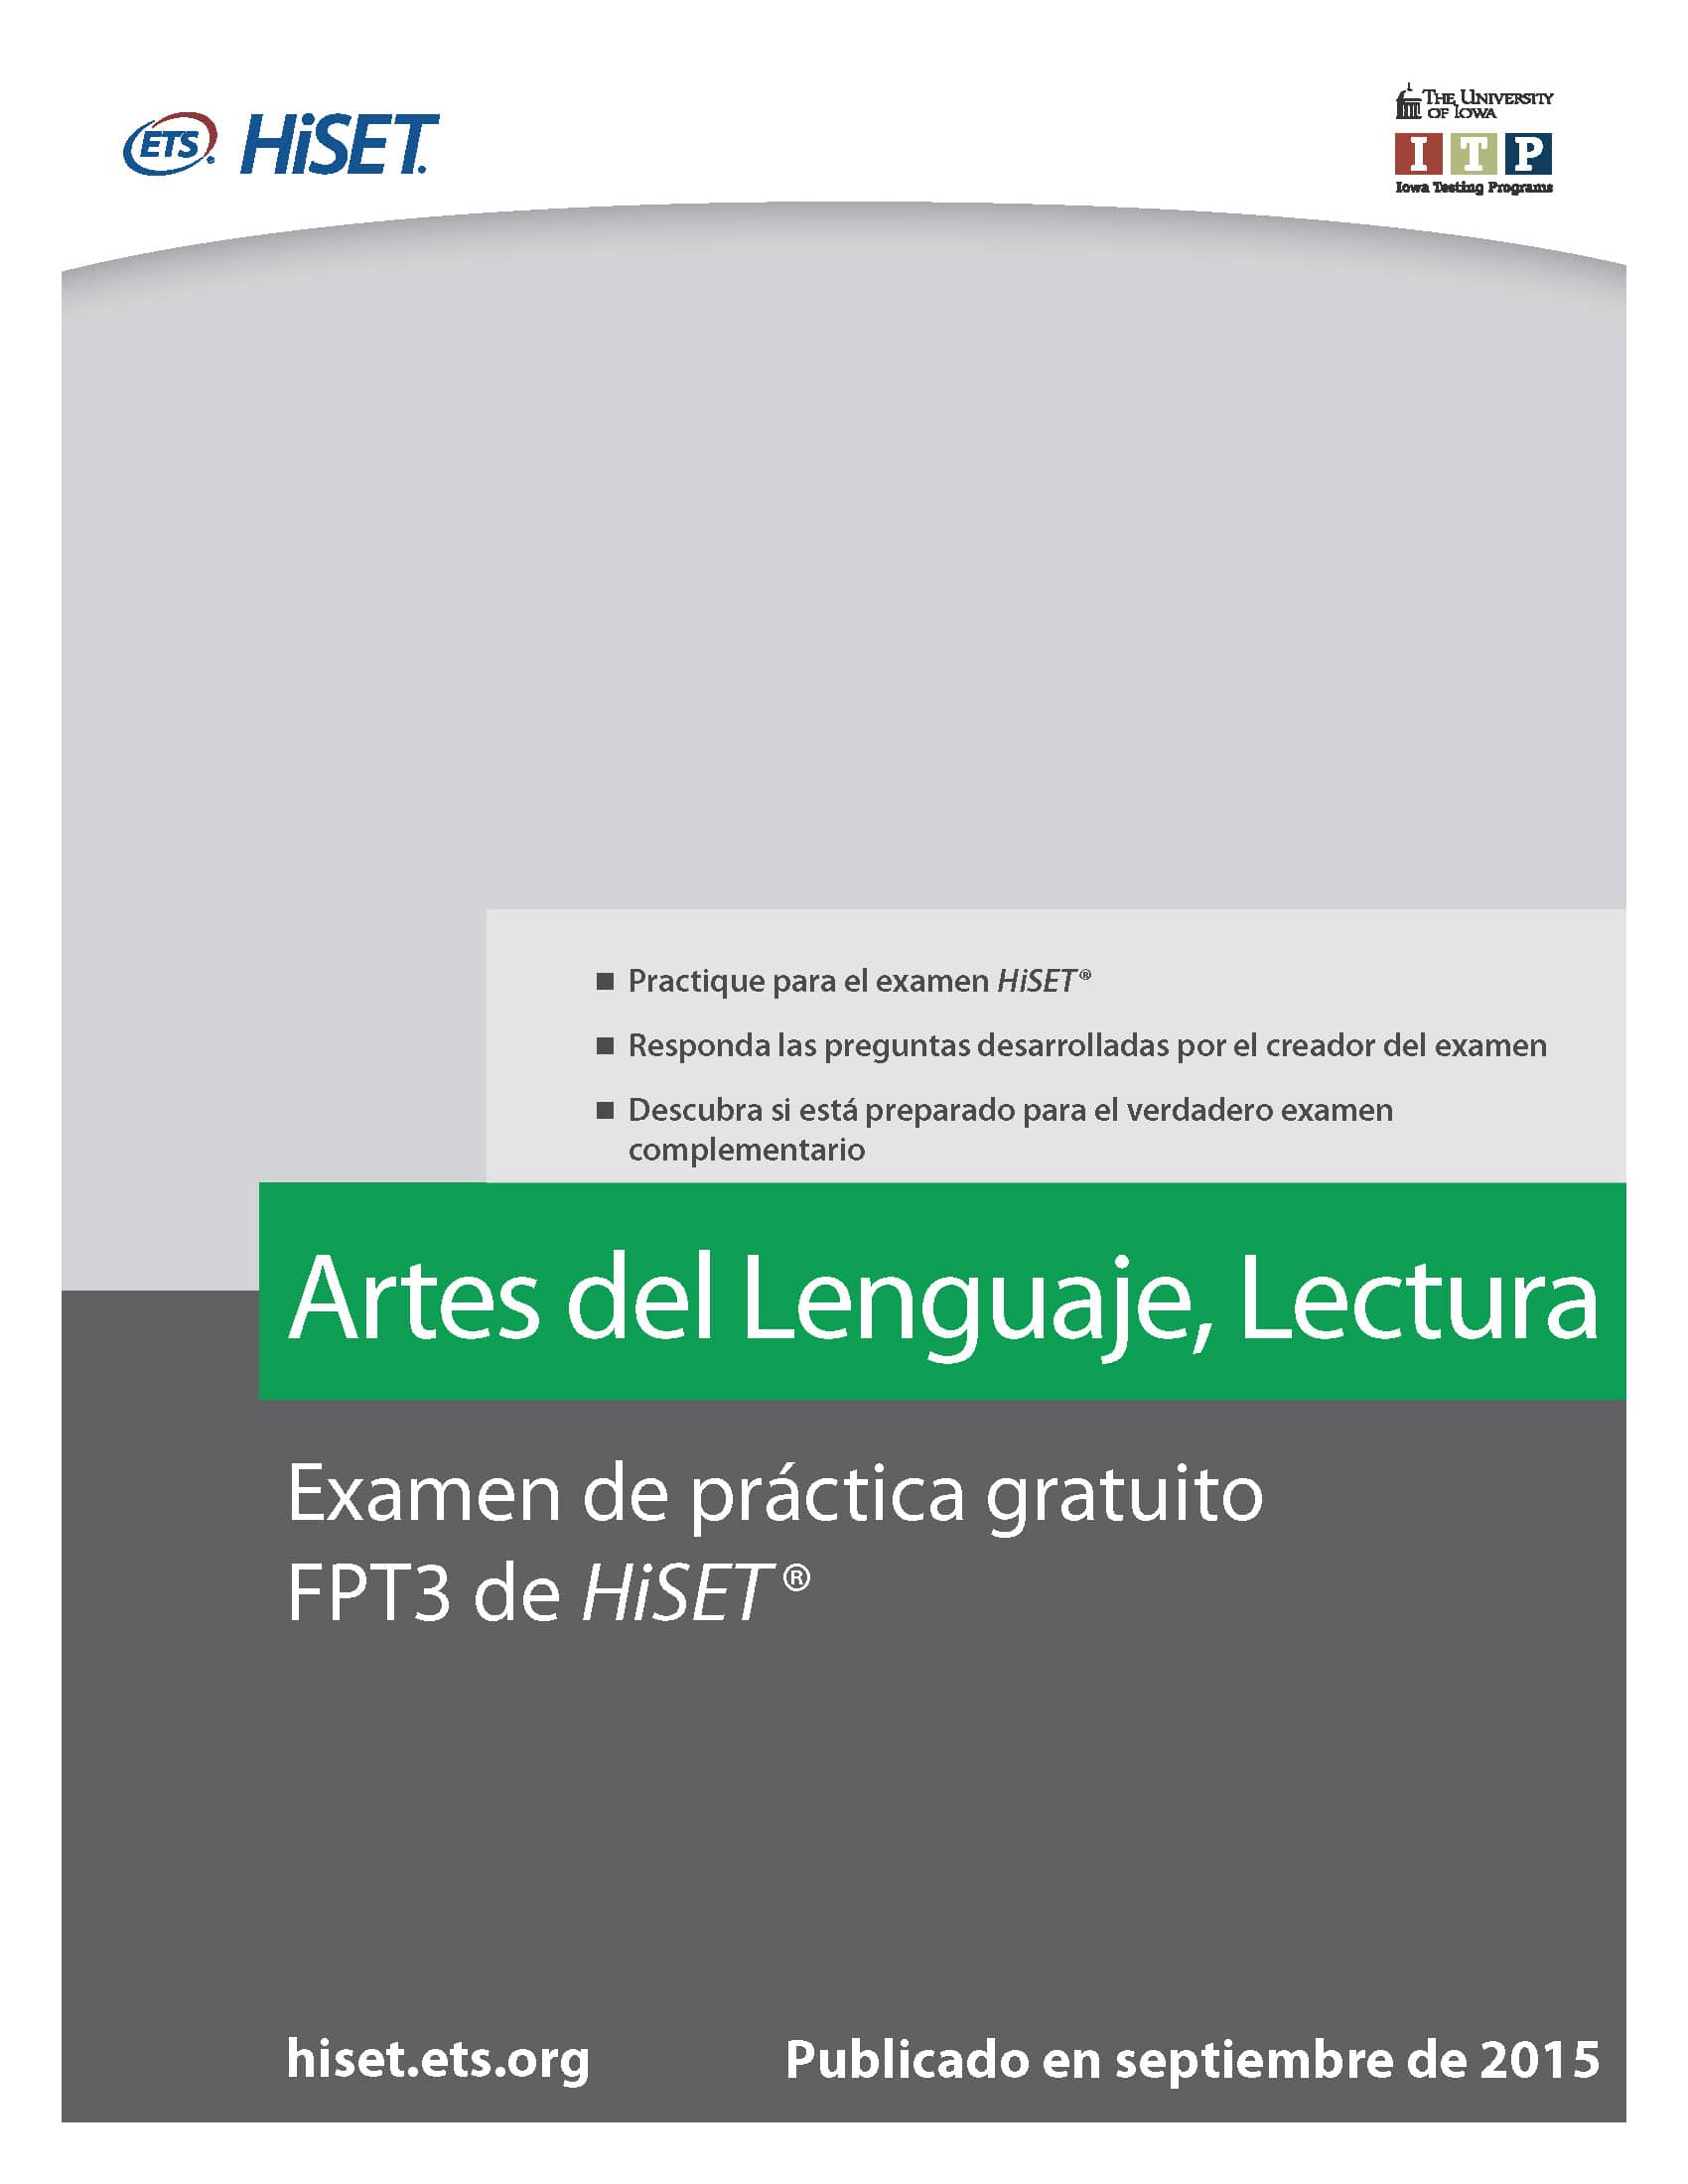 ETS® HiSET®
THE UNIVERSITY
OF IOWA
I T P
Iowa Testing Programs
■ Practique para el examen HiSET®
■ Responda las preguntas desarrolladas por el creador del examen
■ Descubra si está preparado para el verdadero examen
complementario
Artes del Lenguaje, Lectura
Examen de práctica gratuito
FPT3 de HiSET®
hiset.ets.org Publicado en septiembre de 2015